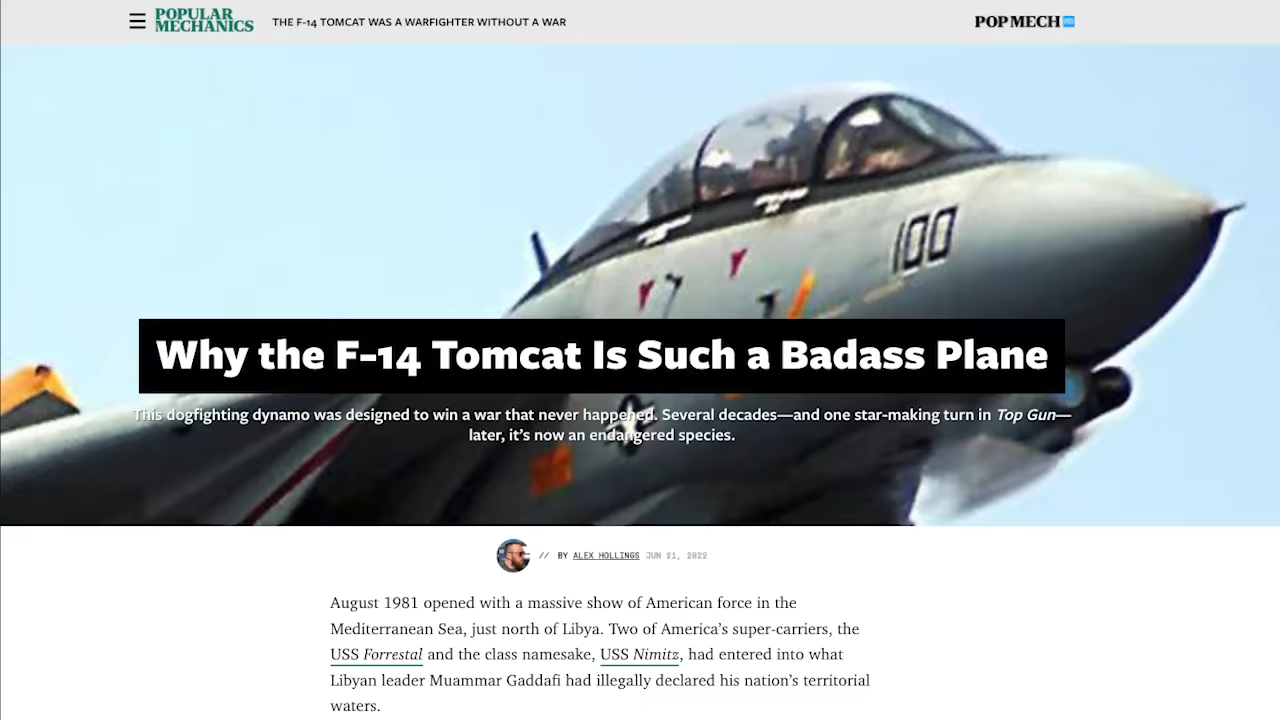 POPULAR
MECHANICS
THE F-14 TOMCAT WAS A WARFIGHTER WITHOUT A WAR
POP MECH
100
Why the F-14 Tomcat Is Such a Badass Plane
This dogfighting dynamo was designed to win a war that never happened. Several decades—and one star-making turn in Top Gun—
later, it's now an endangered species.
// BY ALEX HOLLINGS JUN 21, 2022
August 1981 opened with a massive show of American force in the
Mediterranean Sea, just north of Libya. Two of America's super-carriers, the
USS Forrestal and the class namesake, USS Nimitz, had entered into what
Libyan leader Muammar Gaddafi had illegally declared his nation's territorial
waters.